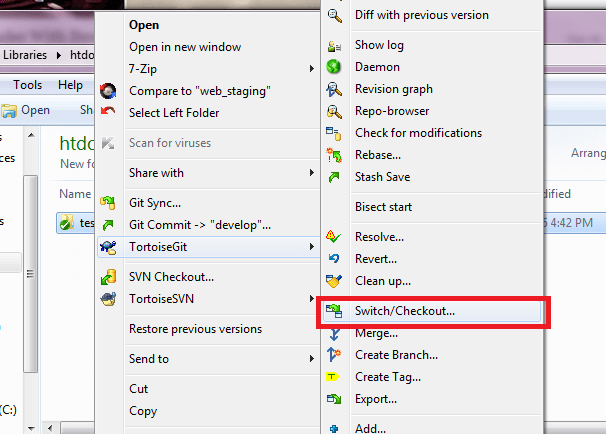 Libraries
htdo
Tools
Help
Open
Sha
htdo
New fo
Name
tes
(C:)
Open
Open in new window
7-Zip
Compare to "web_staging"
Select Left Folder
Scan for viruses
Share with
Git Sync...
Git Commit -> "develop"...
TortoiseGit
SVN Checkout...
TortoiseSVN
Restore previous versions
Send to
Cut
Copy
Diff with previous version
Show log
Daemon
Revision graph
Repo-browser
Check for modifications
Rebase...
Stash Save
Bisect start
Resolve...
Revert...
Clean up...
Switch/Checkout...
Merge...
Create Branch...
Create Tag...
Export...
Add...
Arrang
dified
4:42 PM